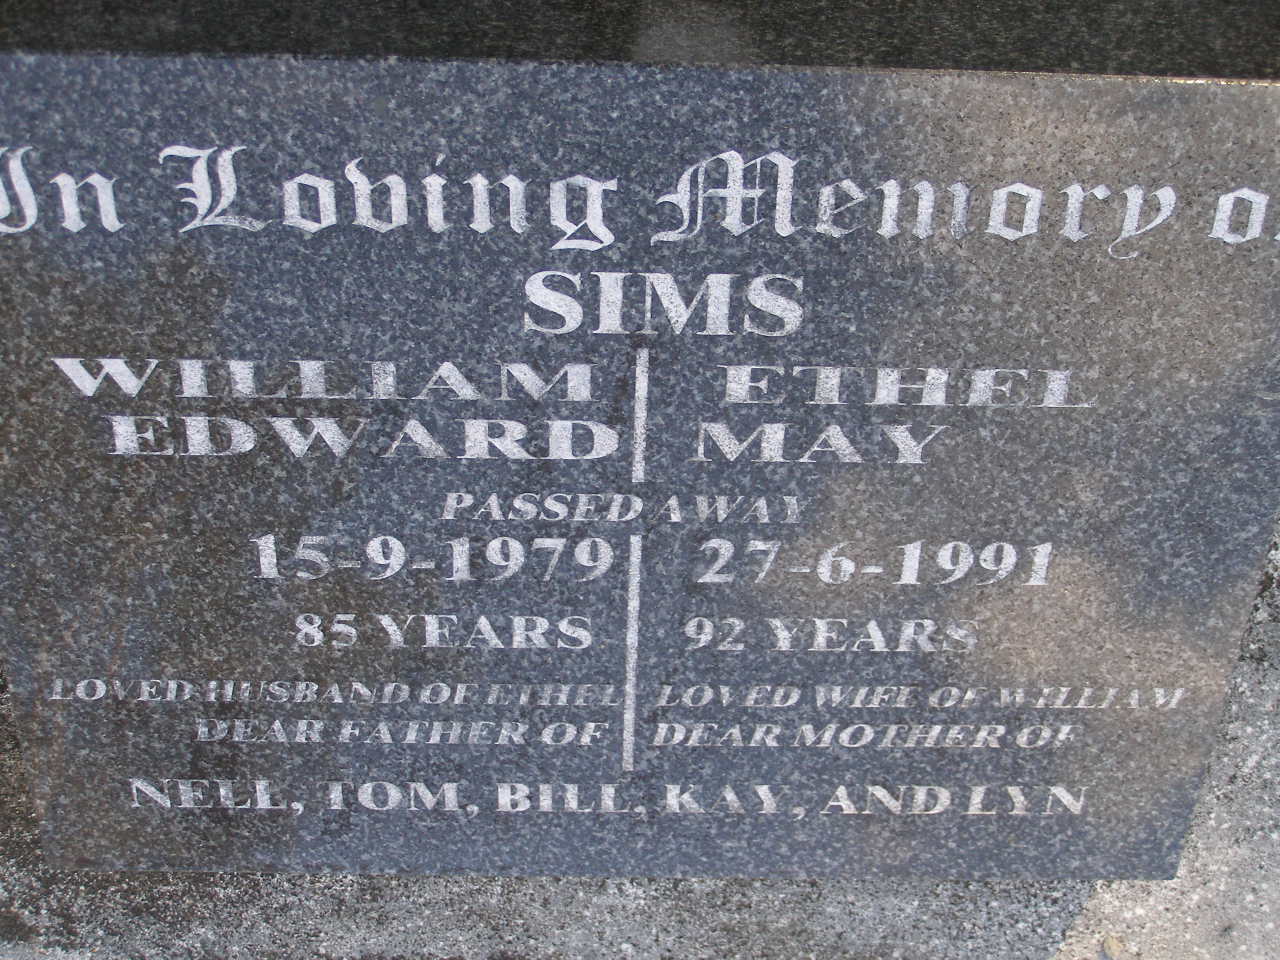 In Loving Memory of
SIMS
WILLIAM ETHEL
EDWARD MAY
PASSED AWAY
15-9-1979 27-6-1991
85 YEARS 92 YEARS
LOVED HUSBAND OF ETHEL LOVED WIFE OF WILLIAM
DEAR FATHER OF DEAR MOTHER OF
NELL, TOM, BILL, KAY, AND LYN